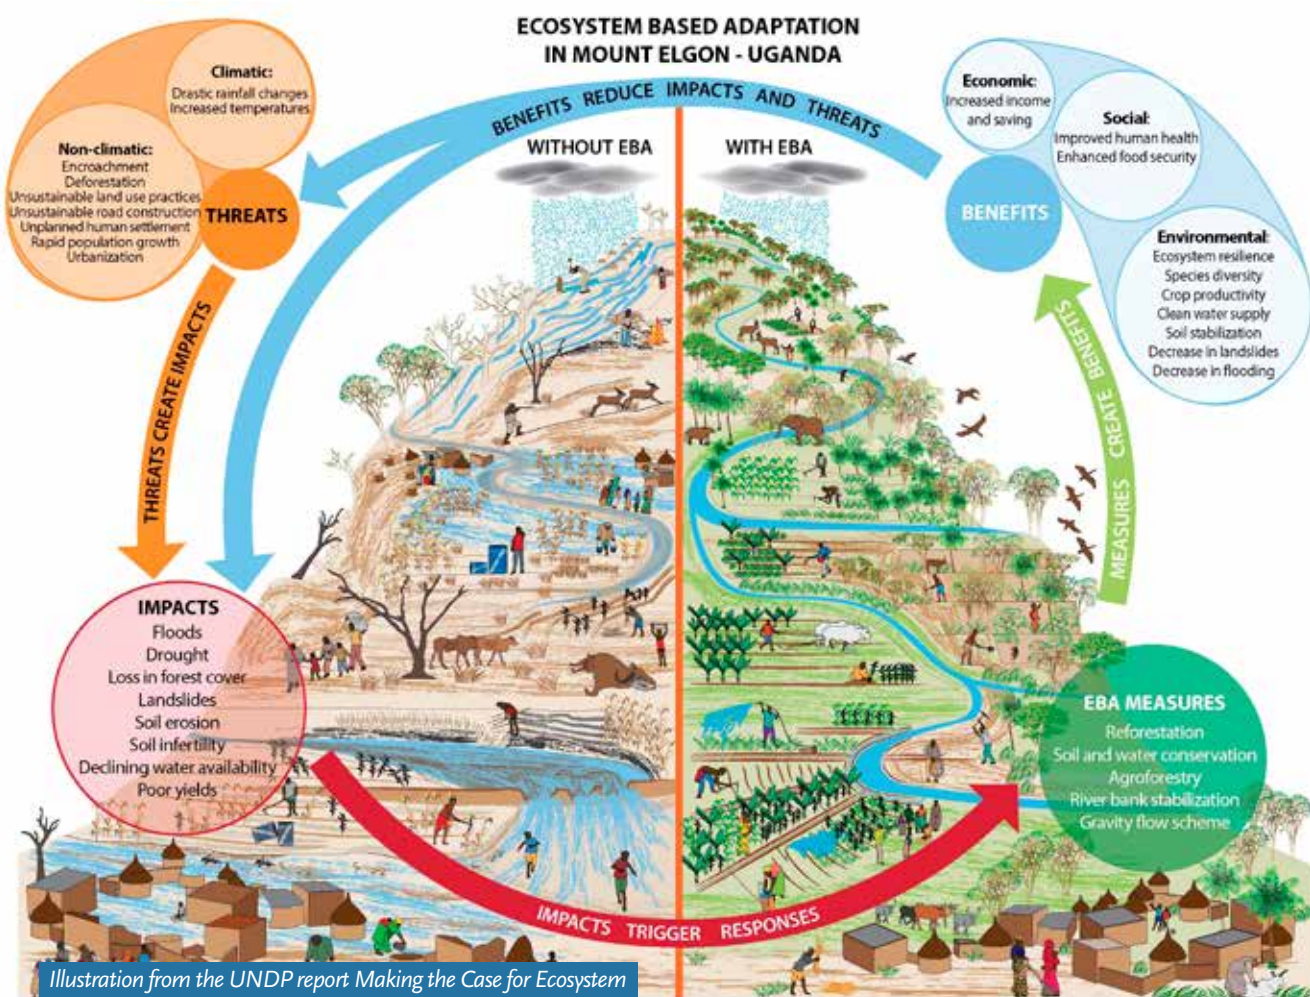 ECOSYSTEM BASED ADAPTATION
IN MOUNT ELGON - UGANDA
BENEFITS REDUCE IMPACTS AND THREATS
WITHOUT EBA
WITH EBA
Climatic:
Drastic rainfall changes
Increased temperatures
Non-climatic:
Encroachment
Deforestation
Unsustainable land use practices
Unsustainable road construction
Unplanned human settlement
Rapid population growth
Urbanization
THREATS
THREATS CREATE IMPACTS
IMPACTS
Floods
Drought
Loss in forest cover
Landslides
Soil erosion
Soil infertility
Declining water availability
Poor yields
IMPACTS TRIGGER RESPONSES
EBA MEASURES
Reforestation
Soil and water conservation
Agroforestry
River bank stabilization
Gravity flow scheme
MEASURES CREATE BENEFITS
BENEFITS
Economic:
Increased income
and saving
Social:
Improved human health
Enhanced food security
Environmental:
Ecosystem resilience
Species diversity
Crop productivity
Clean water supply
Soil stabilization
Decrease in landslides
Decrease in flooding
Illustration from the UNDP report Making the Case for Ecosystem